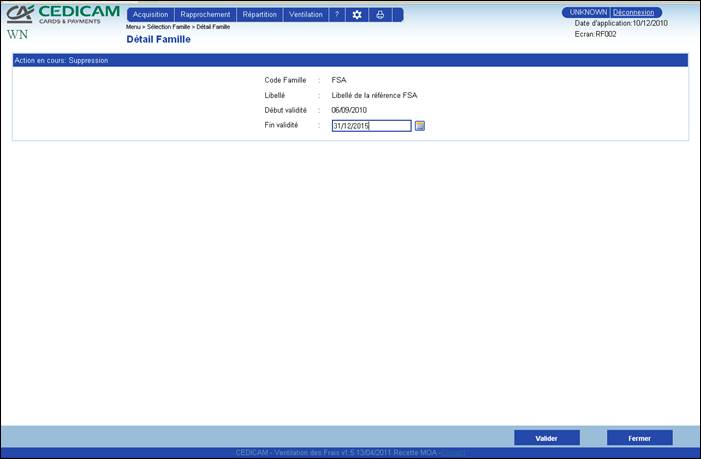 CEDICAM
CARDS & PAYMENTS
WN
Acquisition Rapprochement Répartition Ventilation ?
UNKNOWN Déconnexion
Date d'application:10/12/2010
Ecran:RF002
Menu > Sélection Famille > Détail Famille
Détail Famille
Action en cours: Suppression
Code Famille : FSA
Libellé : Libellé de la référence FSA
Début validité : 06/09/2010
Fin validité : 31/12/2015
Valider Fermer
CEDICAM - Ventilation des Frais v1.5 13/04/2011 Recette MOA -